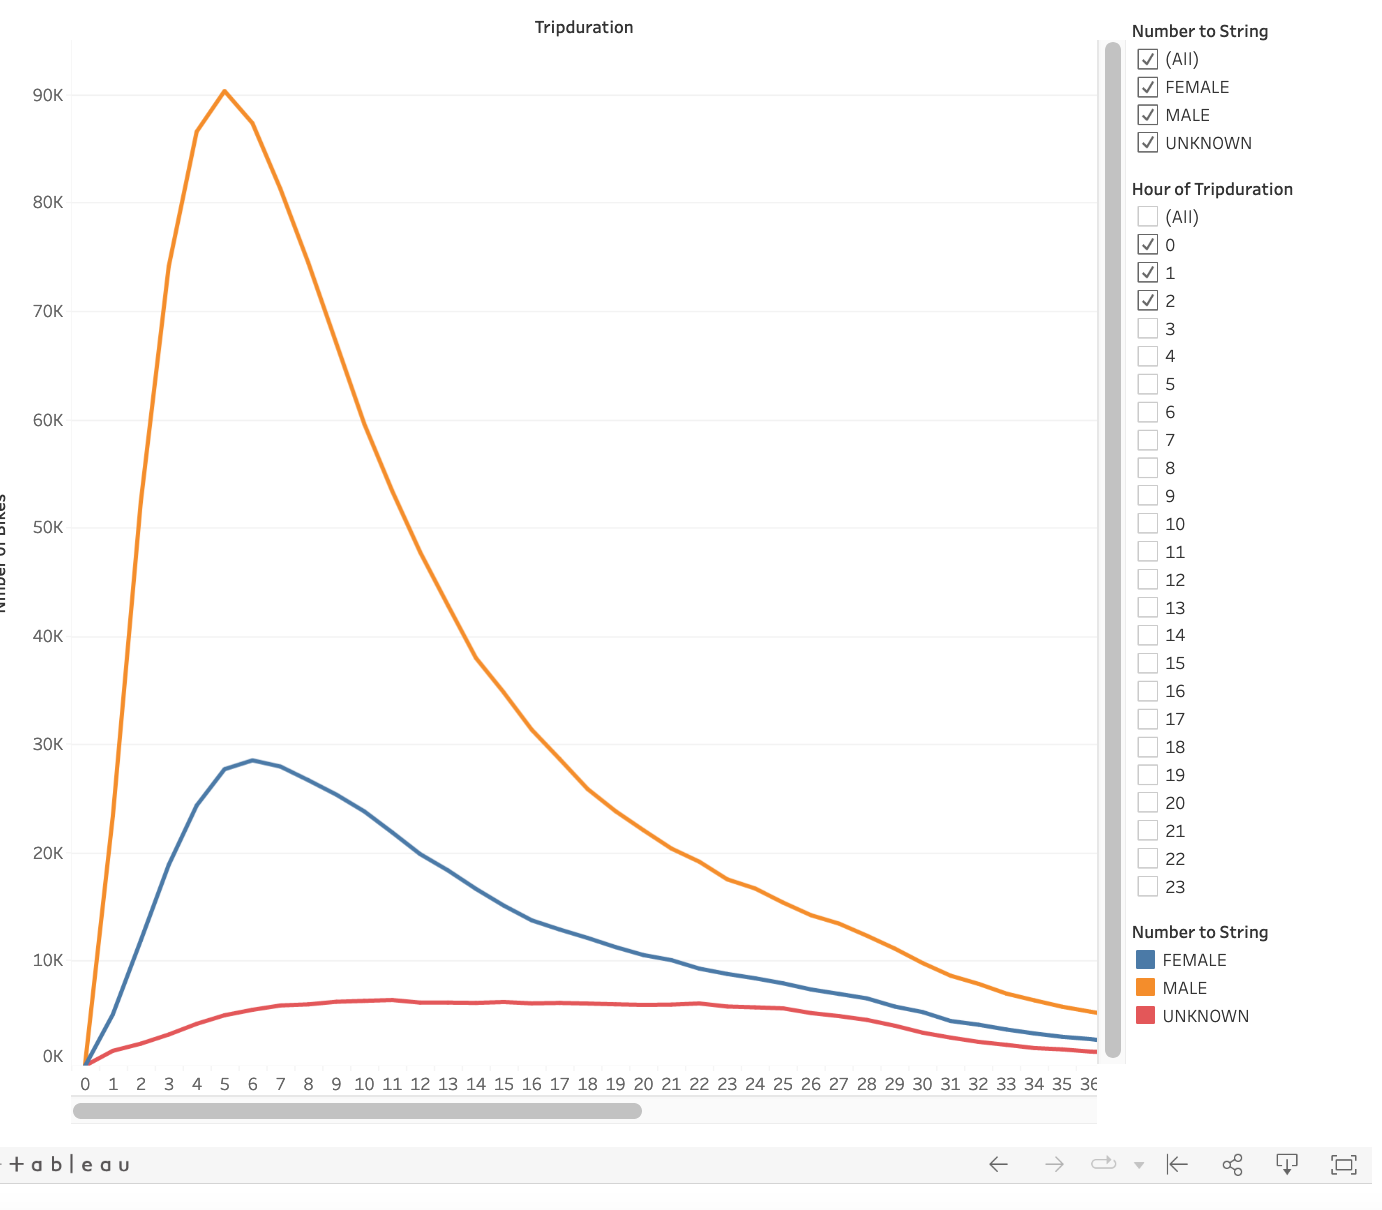 Tripduration
90K
80K
70K
60K
50K
40K
30K
20K
10K
0K
0 1 2 3 4 5 6 7 8 9 10 11 12 13 14 15 16 17 18 19 20 21 22 23 24 25 26 27 28 29 30 31 32 33 34 35 36
Number to String
(All)
FEMALE
MALE
UNKNOWN
Hour of Tripduration
(All)
0
1
2
3
4
5
6
7
8
9
10
11
12
13
14
15
16
17
18
19
20
21
22
23
Number to String
FEMALE
MALE
UNKNOWN
+ableau